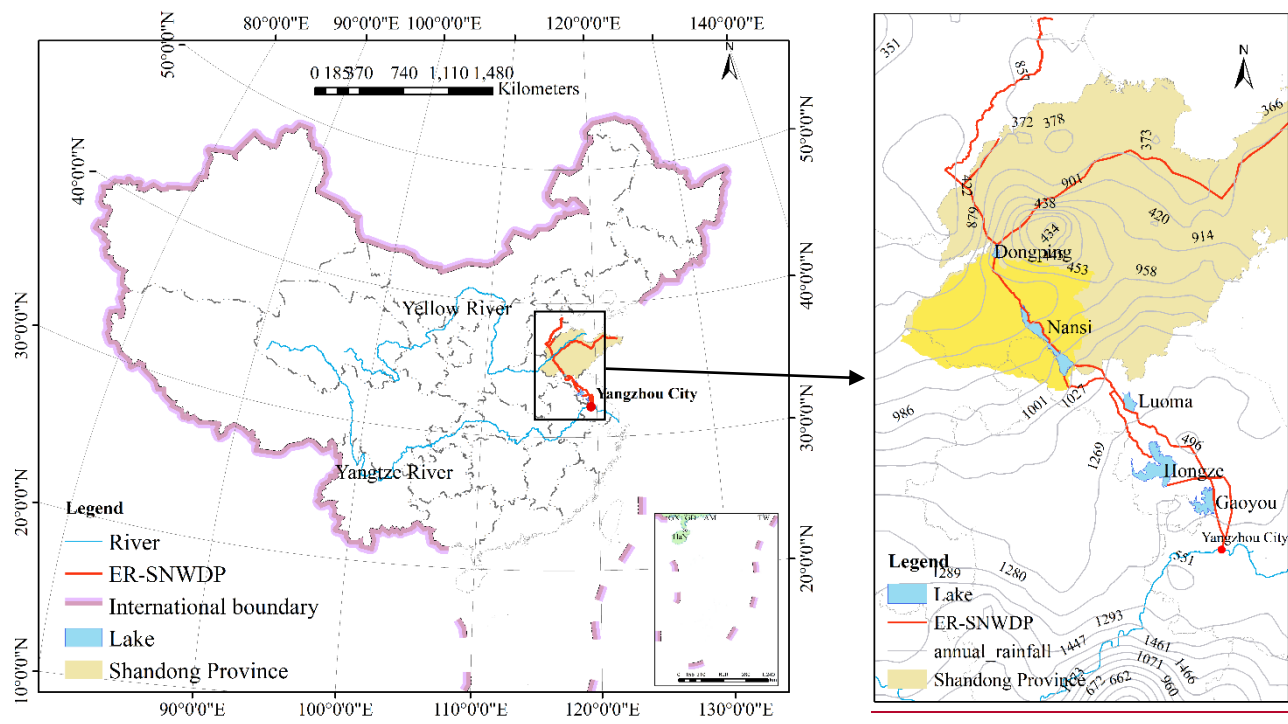 80°0'0"E
90°0'0"E
100°0'0"E
120°0'0"E
140°0'0"E
50°0'0"N
40°0'0"N
30°0'0"N
20°0'0"N
10°0'0"N
N
0 185 370 740 1,110 1,480
Kilometers
50°0'0"N
40°0'0"N
30°0'0"N
20°0'0"N
Yellow River
Yangzhou City
Yangtze River
Legend
River
ER-SNWDP
International boundary
Lake
Shandong Province
90°0'0"E
100°0'0"E
110°0'0"E
120°0'0"E
130°0'0"E
N
351
857
372
378
373
366
422
879
901
438
434
420
914
453
958
Dongping
Nansi
986
1001
1027
Luoma
1269
496
Hongze
Gaoyou
Yangzhou City
551
Legend
1289
1280
Lake
ER-SNWDP
1293
annual_rainfall
1447
1461
1071
1466
672
662
960
Shandong Province